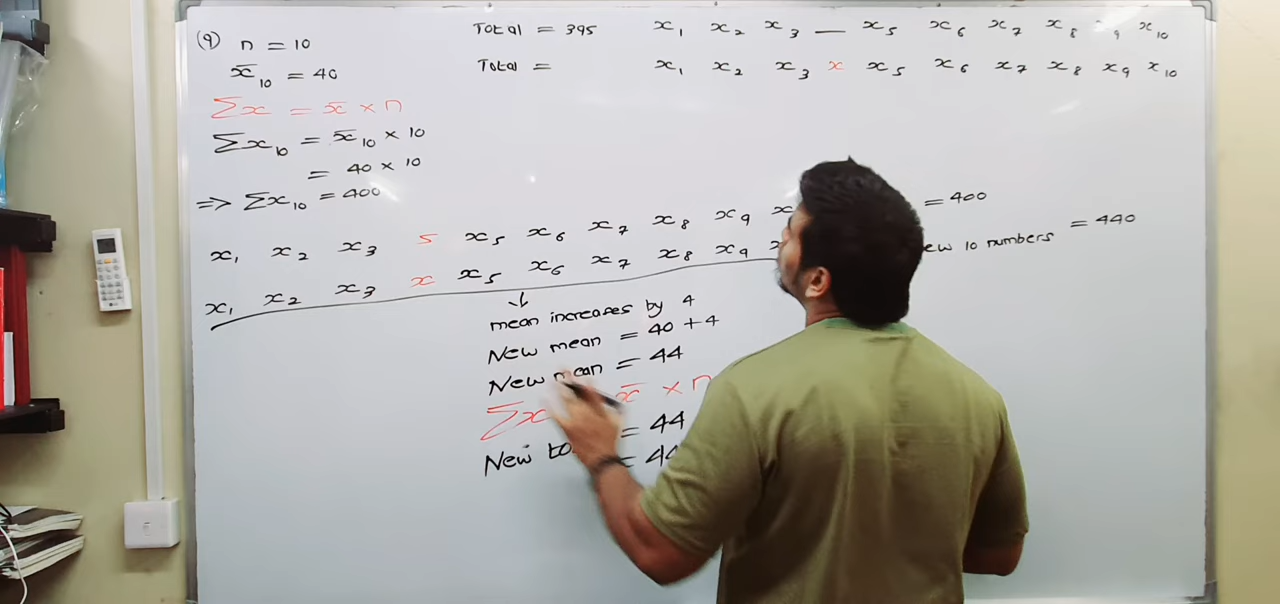 (9) n = 10
x̄₁₀ = 40
Σx = x̄ × n
Σx₁₀ = x̄₁₀ × 10
= 40 × 10
⇒ Σx₁₀ = 400
Total = 395 x₁ x₂ x₃ — x₅ x₆ x₇ x₈ ₉ x₁₀
Total = x₁ x₂ x₃ x x₅ x₆ x₇ x₈ x₉ x₁₀
x₁ x₂ x₃ 5 x₅ x₆ x₇ x₈ x₉ x = 400
x₁ x₂ x₃ x x₅ x₆ x₇ x₈ x₉ 10 numbers = 440
mean increases by 4
New mean = 40 + 4
New mean = 44
Σx x̄ × n
= 44
New =
LG